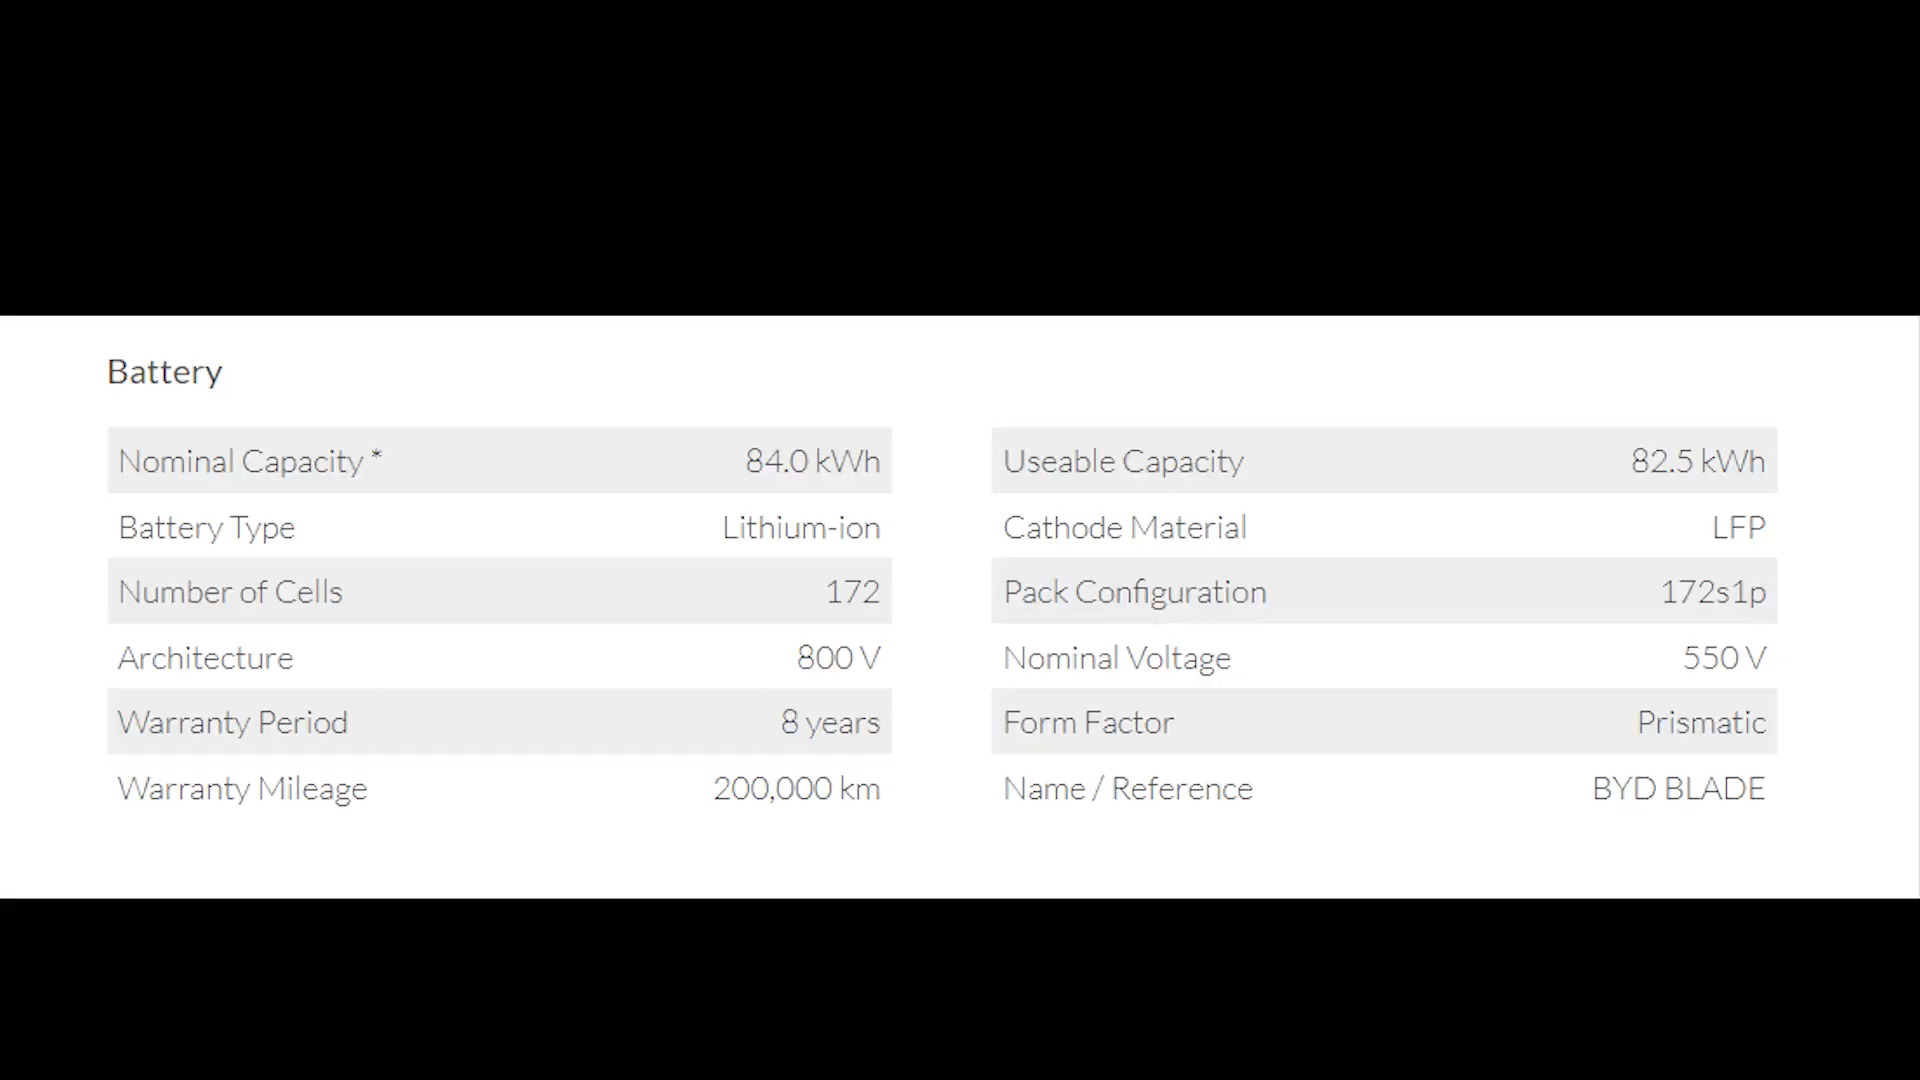 Battery
Nominal Capacity * 84.0 kWh
Useable Capacity 82.5 kWh
Battery Type Lithium-ion
Cathode Material LFP
Number of Cells 172
Pack Configuration 172s1p
Architecture 800 V
Nominal Voltage 550 V
Warranty Period 8 years
Form Factor Prismatic
Warranty Mileage 200,000 km
Name / Reference BYD BLADE